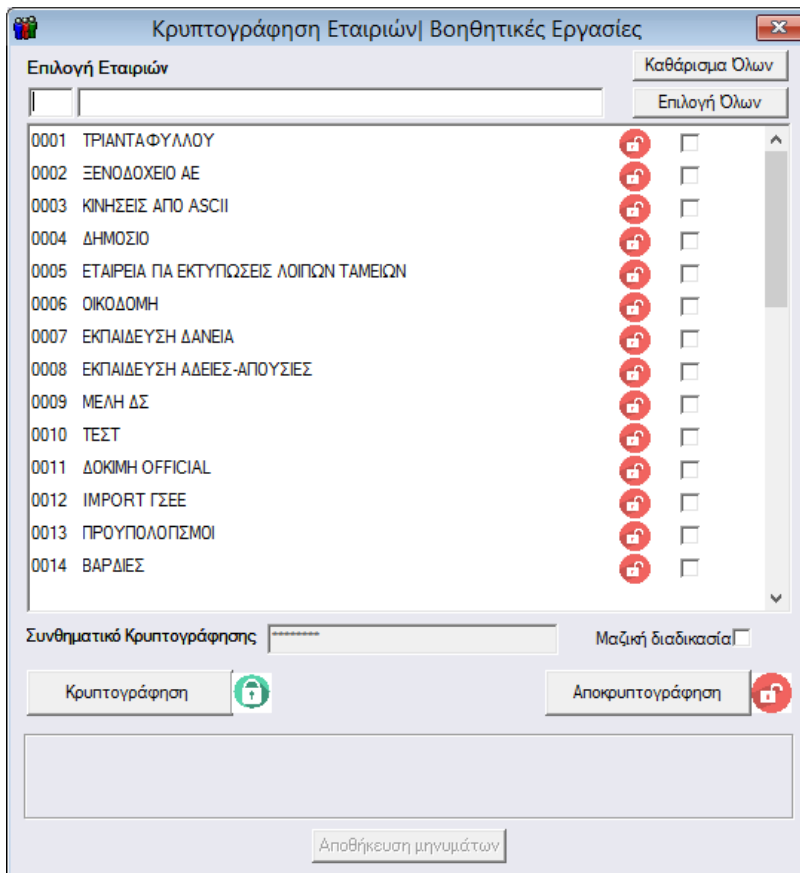 Κρυπτογράφηση Εταιριών| Βοηθητικές Εργασίες
Επιλογή Εταιριών
Καθάρισμα Όλων
Επιλογή Όλων
0001 ΤΡΙΑΝΤΑΦΥΛΛΟΥ
0002 ΞΕΝΟΔΟΧΕΙΟ ΑΕ
0003 ΚΙΝΗΣΕΙΣ ΑΠΟ ASCII
0004 ΔΗΜΟΣΙΟ
0005 ΕΤΑΙΡΕΙΑ ΓΙΑ ΕΚΤΥΠΩΣΕΙΣ ΛΟΙΠΩΝ ΤΑΜΕΙΩΝ
0006 ΟΙΚΟΔΟΜΗ
0007 ΕΚΠΑΙΔΕΥΣΗ ΔΑΝΕΙΑ
0008 ΕΚΠΑΙΔΕΥΣΗ ΑΔΕΙΕΣ-ΑΠΟΥΣΙΕΣ
0009 ΜΕΛΗ ΔΣ
0010 ΤΕΣΤ
0011 ΔΟΚΙΜΗ OFFICIAL
0012 IMPORT ΓΣΕΕ
0013 ΠΡΟΥΠΟΛΟΓΙΣΜΟΙ
0014 ΒΑΡΔΙΕΣ
Συνθηματικό Κρυπτογράφησης ******** Μαζική διαδικασία
Κρυπτογράφηση Αποκρυπτογράφηση
Αποθήκευση μηνυμάτων